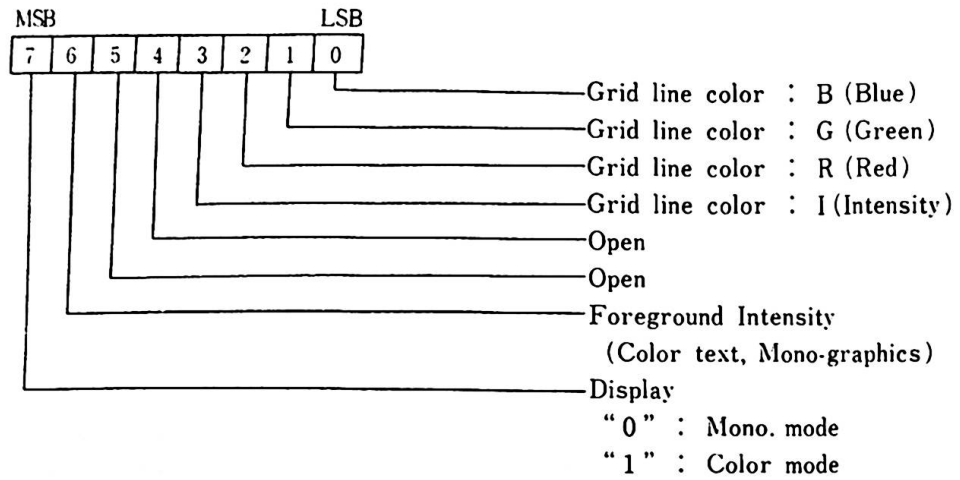 MSB LSB
7 6 5 4 3 2 1 0
Grid line color : B (Blue)
Grid line color : G (Green)
Grid line color : R (Red)
Grid line color : I (Intensity)
Open
Open
Foreground Intensity
(Color text, Mono-graphics)
Display
“0” : Mono. mode
“1” : Color mode